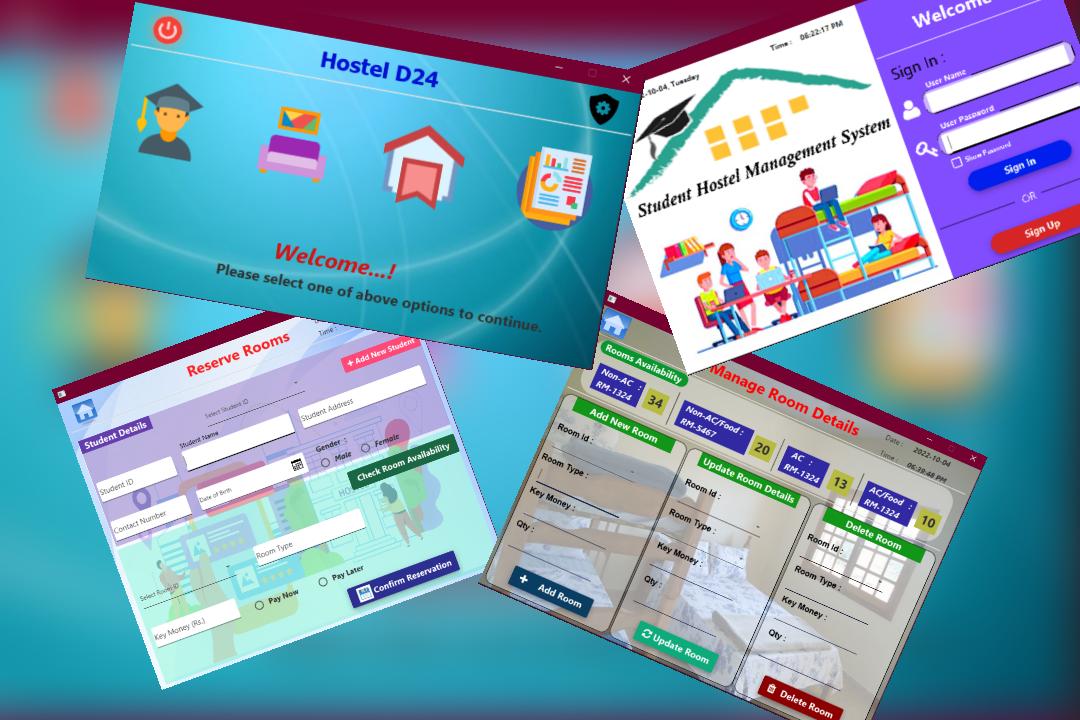 Hostel D24
Welcome...!
Please select one of above options to continue.
-10-04, Tuesday
Time : 06:22:17 PM
Student Hostel Management System
Welcome
Sign In :
User Name
User Password
Show Password
Sign In
OR
Sign Up
Reserve Rooms
Time :
+ Add New Student
Student Details
Select Student ID
Student ID
Student Name
Student Address
Contact Number
Date of Birth
Gender :
Male
Female
Check Room Availability
Select Room ID
Room Type
Key Money (Rs.)
Pay Now
Pay Later
Confirm Reservation
Manage Room Details
Date : 2022-10-04
Time : 06:39:48 PM
Rooms Availability
Non-AC :
RM-1324
34
Non-AC/Food :
RM-5467
20
AC :
RM-1324
13
AC/Food :
RM-1324
10
Add New Room
Room Id :
Room Type :
Key Money :
Qty :
+ Add Room
Update Room Details
Room Id :
Room Type :
Key Money :
Qty :
Update Room
Delete Room
Room Id :
Room Type :
Key Money :
Qty :
Delete Room